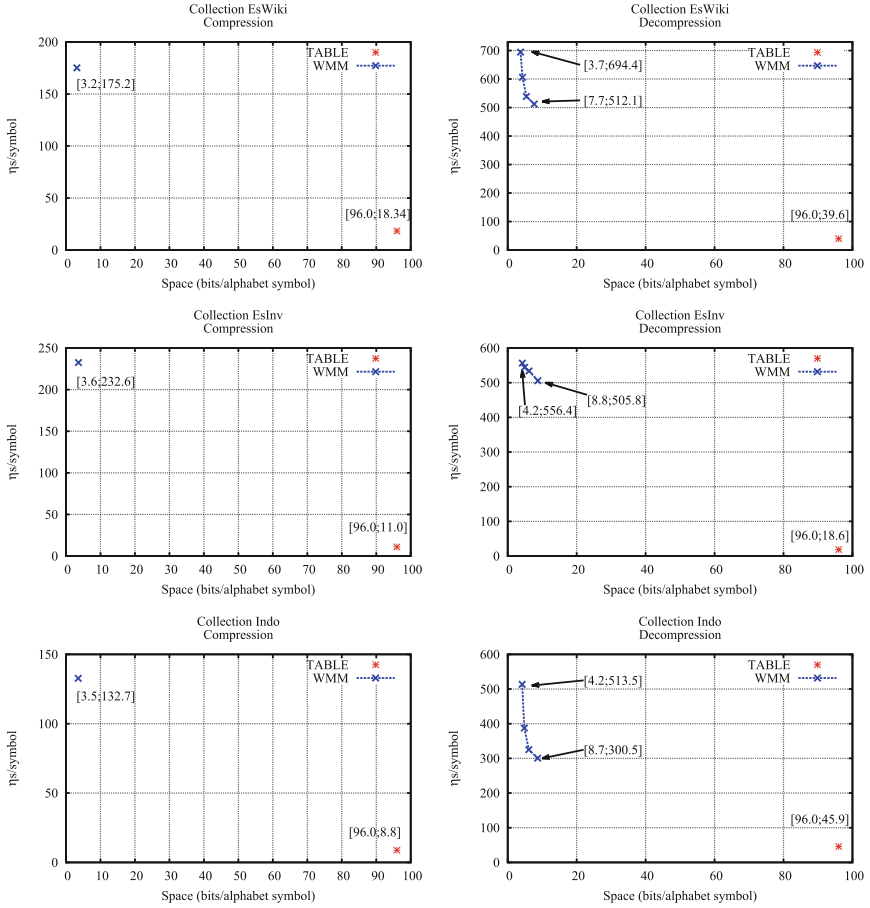 Collection EsWiki
Compression
200
150
100
50
0
ηs/symbol
TABLE
WMM
[3.2;175.2]
[96.0;18.34]
0 10 20 30 40 50 60 70 80 90 100
Space (bits/alphabet symbol)
Collection EsWiki
Decompression
700
600
500
400
300
200
100
0
ηs/symbol
TABLE
WMM
[3.7;694.4]
[7.7;512.1]
[96.0;39.6]
0 20 40 60 80 100
Space (bits/alphabet symbol)
Collection EsInv
Compression
250
200
150
100
50
0
ηs/symbol
TABLE
WMM
[3.6;232.6]
[96.0;11.0]
0 10 20 30 40 50 60 70 80 90 100
Space (bits/alphabet symbol)
Collection EsInv
Decompression
600
500
400
300
200
100
0
ηs/symbol
TABLE
WMM
[8.8;505.8]
[4.2;556.4]
[96.0;18.6]
0 20 40 60 80 100
Space (bits/alphabet symbol)
Collection Indo
Compression
150
100
50
0
ηs/symbol
TABLE
WMM
[3.5;132.7]
[96.0;8.8]
0 10 20 30 40 50 60 70 80 90 100
Space (bits/alphabet symbol)
Collection Indo
Decompression
600
500
400
300
200
100
0
ηs/symbol
TABLE
WMM
[4.2;513.5]
[8.7;300.5]
[96.0;45.9]
0 20 40 60 80 100
Space (bits/alphabet symbol)